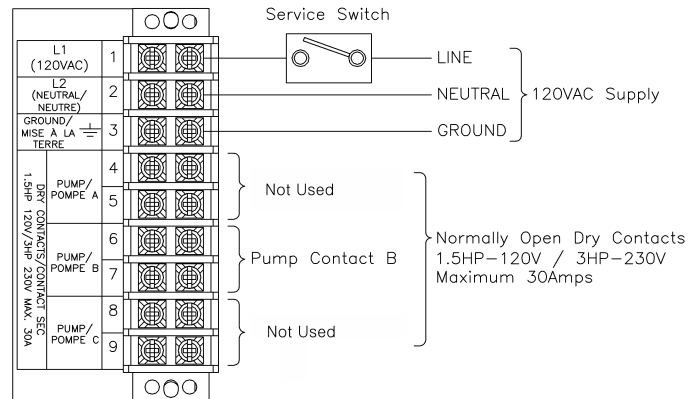 Service Switch
L1
(120VAC)
1
LINE
L2
(NEUTRAL/
NEUTRE)
2
NEUTRAL
120VAC Supply
GROUND/
MISE À LA
TERRE
3
GROUND
DRY CONTACTS/CONTACT SEC
1.5HP 120V/3HP 230V MAX. 30A
PUMP/
POMPE A
4
5
Not Used
PUMP/
POMPE B
6
7
Pump Contact B
PUMP/
POMPE C
8
9
Not Used
Normally Open Dry Contacts
1.5HP-120V / 3HP-230V
Maximum 30Amps